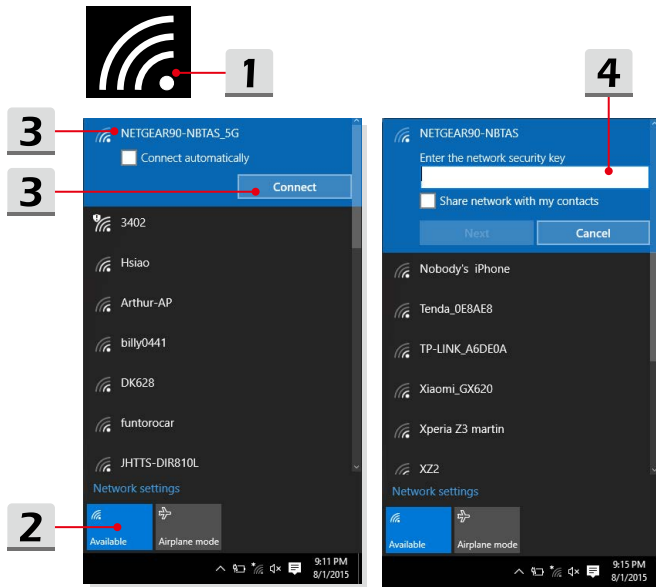 1
3
NETGEAR90-NBTAS_5G
Connect automatically
3
Connect
3402
Hsiao
Arthur-AP
billy0441
DK628
funtorocar
JHTTS-DIR810L
Network settings
2
Available
Airplane mode
9:11 PM
8/1/2015
4
NETGEAR90-NBTAS
Enter the network security key
Share network with my contacts
Next
Cancel
Nobody's iPhone
Tenda_0E8AE8
TP-LINK_A6DE0A
Xiaomi_GX620
Xperia Z3 martin
XZ2
Network settings
Available
Airplane mode
9:15 PM
8/1/2015